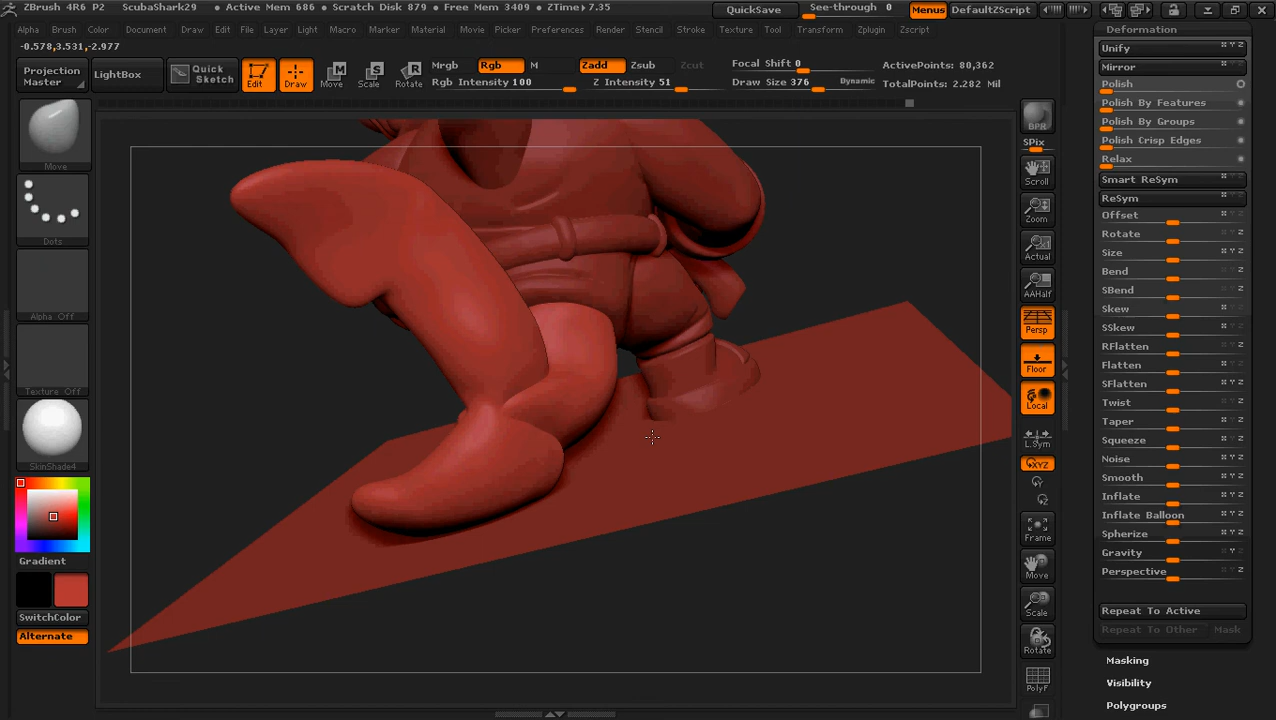 ZBrush 4R6 P2 ScubaShark29 • Active Mem 686 • Scratch Disk 879 • Free Mem 3409 • ZTime▸7.35 QuickSave See-through 0 Menus DefaultZScript
Alpha Brush Color Document Draw Edit File Layer Light Macro Marker Material Movie Picker Preferences Render Stencil Stroke Texture Tool Transform Zplugin Zscript
-0.578,3.531,-2.977
Projection Master
LightBox
Quick Sketch
Edit
Draw
Move
Scale
Rotate
Mrgb Rgb M
Rgb Intensity 100
Zadd Zsub Zcut
Z Intensity 51
Focal Shift 0
Draw Size 376 Dynamic
ActivePoints: 80,362
TotalPoints: 2.282 Mil
Move
Dots
Alpha Off
Texture Off
SkinShade4
Gradient
SwitchColor
Alternate
BPR
SPix
Scroll
Zoom
Actual
AAHalf
Persp
Floor
Local
L.Sym
XYZ
Y
Z
Frame
Move
Scale
Rotate
PolyF
Deformation
Unify X Y Z
Mirror X Y Z
Polish
Polish By Features
Polish By Groups
Polish Crisp Edges
Relax
Smart ReSym X Y Z
ReSym X Y Z
Offset X Y Z
Rotate X Y Z
Size X Y Z
Bend X Y Z
SBend X Y Z
Skew X Y Z
SSkew X Y Z
RFlatten X Y Z
Flatten X Y Z
SFlatten X Y Z
Twist X Y Z
Taper X Y Z
Squeeze X Y Z
Noise X Y Z
Smooth X Y Z
Inflate X Y Z
Inflate Balloon X Y Z
Spherize X Y Z
Gravity X Y Z
Perspective X Y Z
Repeat To Active
Repeat To Other Mask
Masking
Visibility
Polygroups